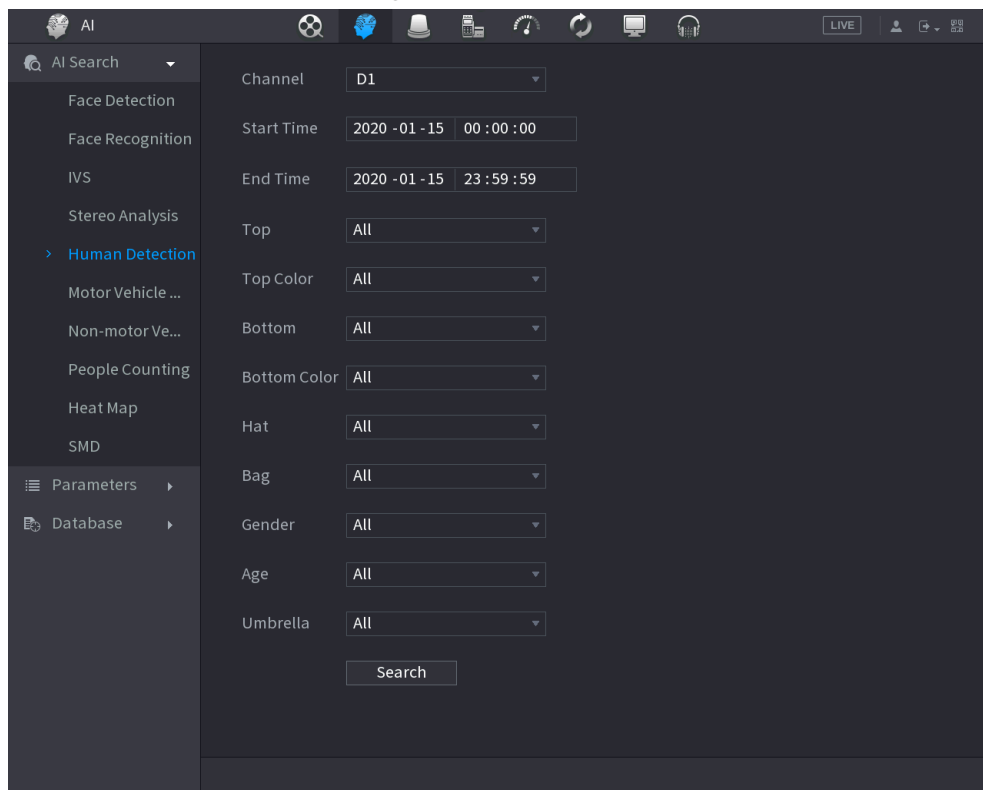 AI
LIVE
AI Search
Face Detection
Face Recognition
IVS
Stereo Analysis
Human Detection
Motor Vehicle ...
Non-motor Ve...
People Counting
Heat Map
SMD
Parameters
Database
Channel D1
Start Time 2020 -01 -15 00 :00 :00
End Time 2020 -01 -15 23 :59 :59
Top All
Top Color All
Bottom All
Bottom Color All
Hat All
Bag All
Gender All
Age All
Umbrella All
Search